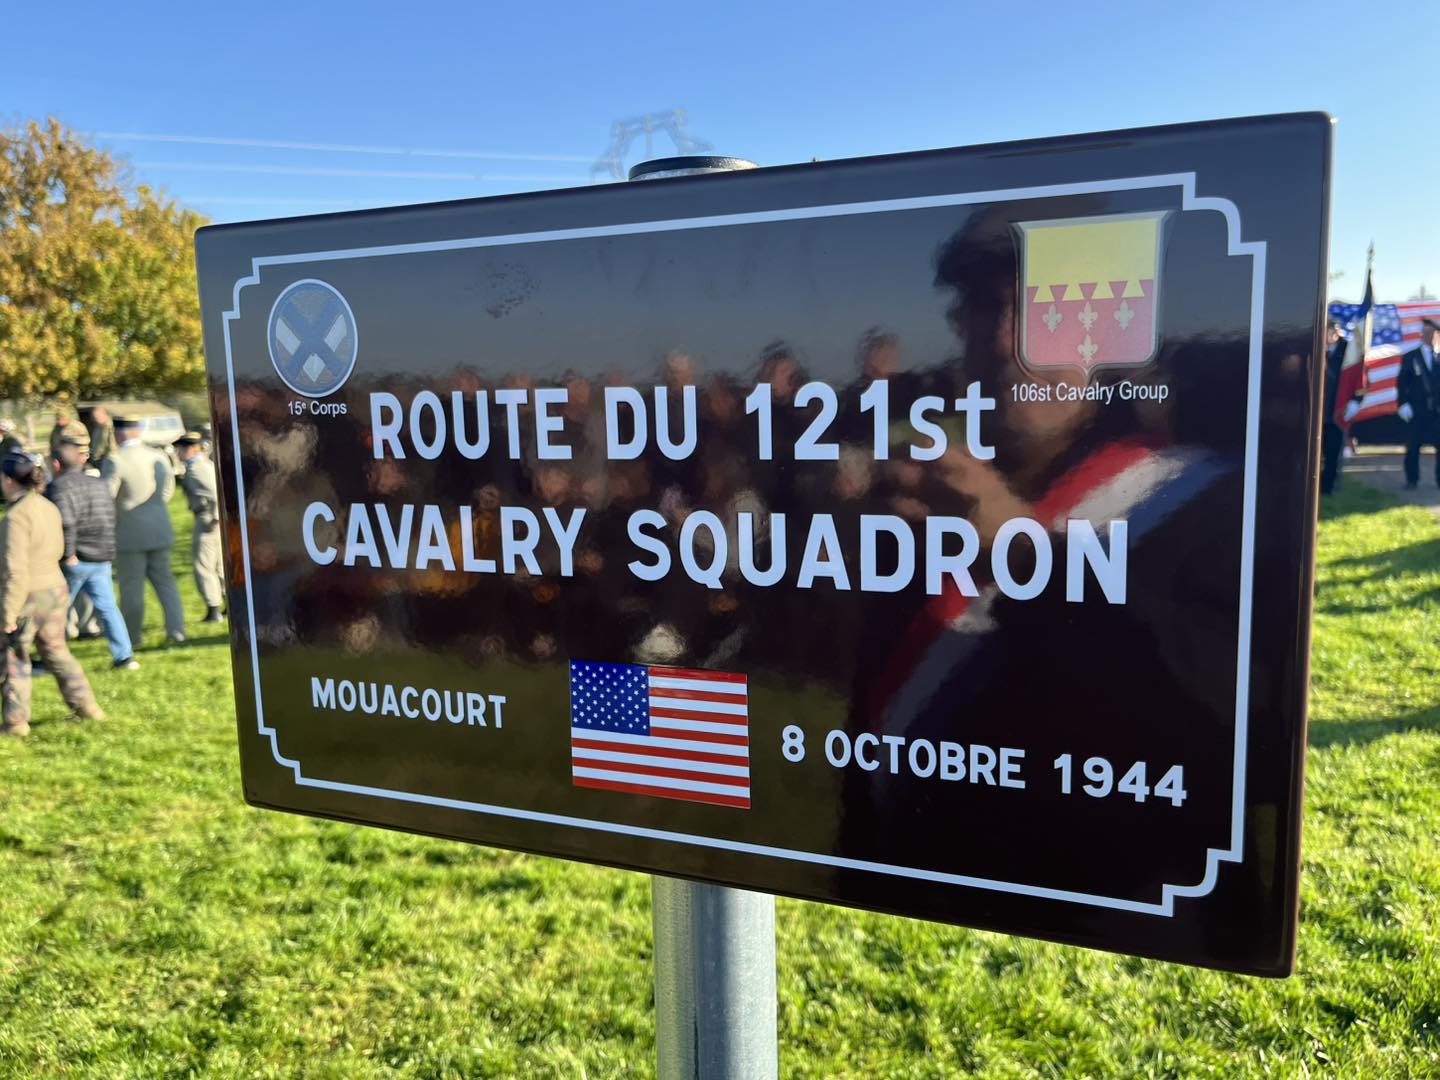 15e Corps
106st Cavalry Group
ROUTE DU 121st
CAVALRY SQUADRON
MOUACOURT
8 OCTOBRE 1944